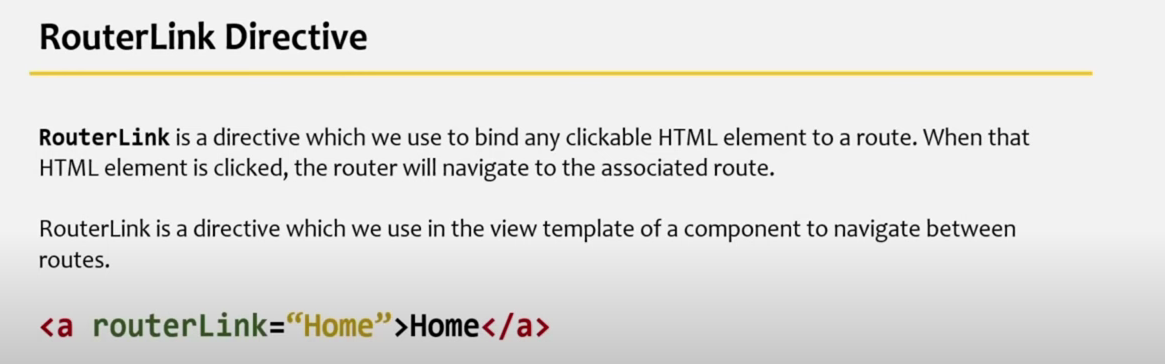 RouterLink Directive
RouterLink is a directive which we use to bind any clickable HTML element to a route. When that
HTML element is clicked, the router will navigate to the associated route.
RouterLink is a directive which we use in the view template of a component to navigate between
routes.
<a routerLink=“Home”>Home</a>